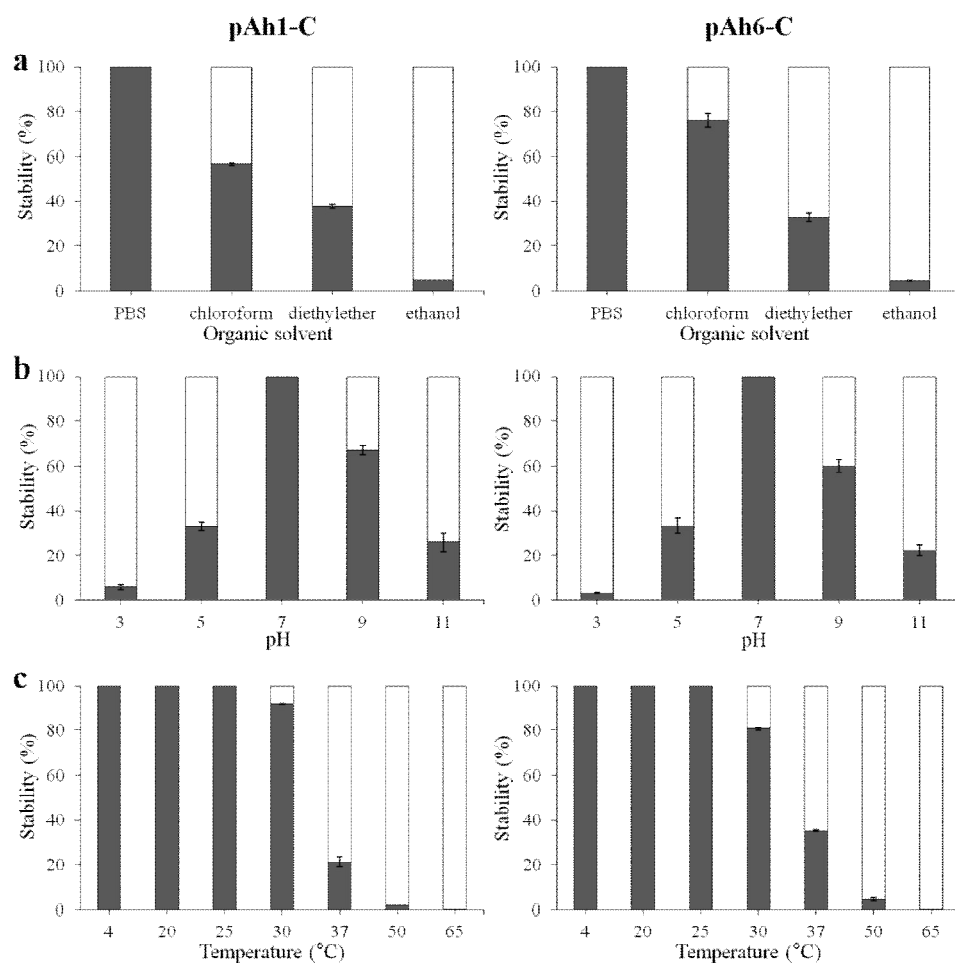 pAh1-C pAh6-C
a
100 80 60 40 20 0
Stability (%)
PBS chloroform diethylether ethanol
Organic solvent
100 80 60 40 20 0
Stability (%)
PBS chloroform diethylether ethanol
Organic solvent
b
100 80 60 40 20 0
Stability (%)
3 5 7 9 11
pH
100 80 60 40 20 0
Stability (%)
3 5 7 9 11
pH
c
100 80 60 40 20 0
Stability (%)
4 20 25 30 37 50 65
Temperature (°C)
100 80 60 40 20 0
Stability (%)
4 20 25 30 37 50 65
Temperature (°C)